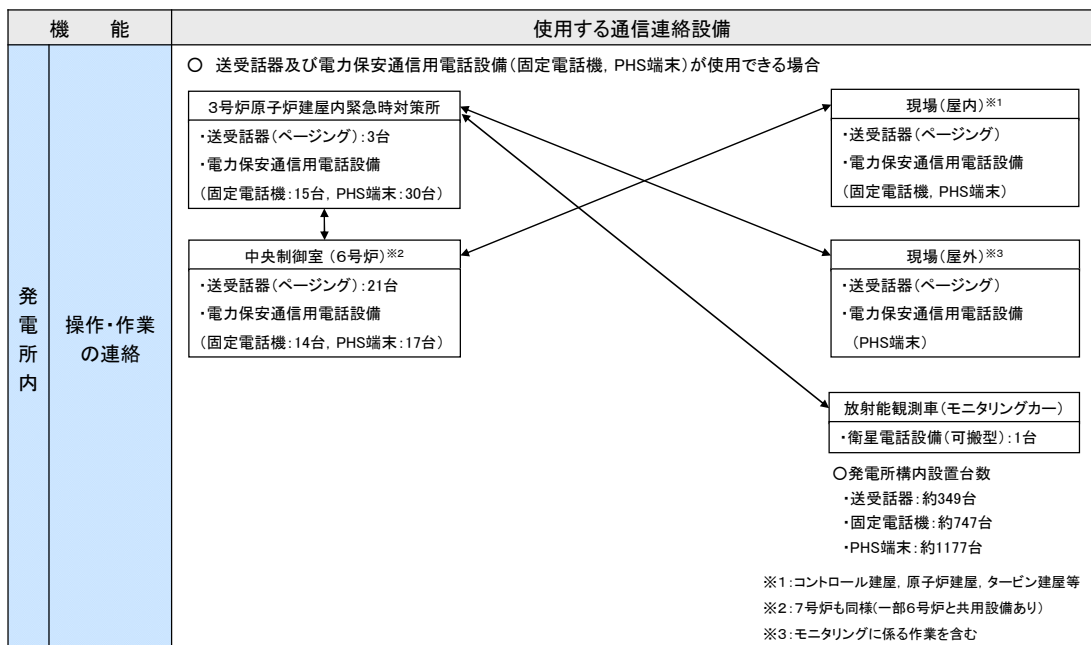 機　能
使用する通信連絡設備
発電所内
操作・作業
の連絡
○ 送受話器及び電力保安通信用電話設備(固定電話機，PHS端末)が使用できる場合
3号炉原子炉建屋内緊急時対策所
・送受話器(ページング)：3台
・電力保安通信用電話設備
(固定電話機：15台，PHS端末：30台)
中央制御室(6号炉)※2
・送受話器(ページング)：21台
・電力保安通信用電話設備
(固定電話機：14台，PHS端末：17台)
現場(屋内)※1
・送受話器(ページング)
・電力保安通信用電話設備
(固定電話機，PHS端末)
現場(屋外)※3
・送受話器(ページング)
・電力保安通信用電話設備
(PHS端末)
放射能観測車(モニタリングカー)
・衛星電話設備(可搬型)：1台
○発電所構内設置台数
・送受話器：約349台
・固定電話機：約747台
・PHS端末：約1177台
※1：コントロール建屋，原子炉建屋，タービン建屋等
※2：7号炉も同様(一部6号炉と共用設備あり)
※3：モニタリングに係る作業を含む